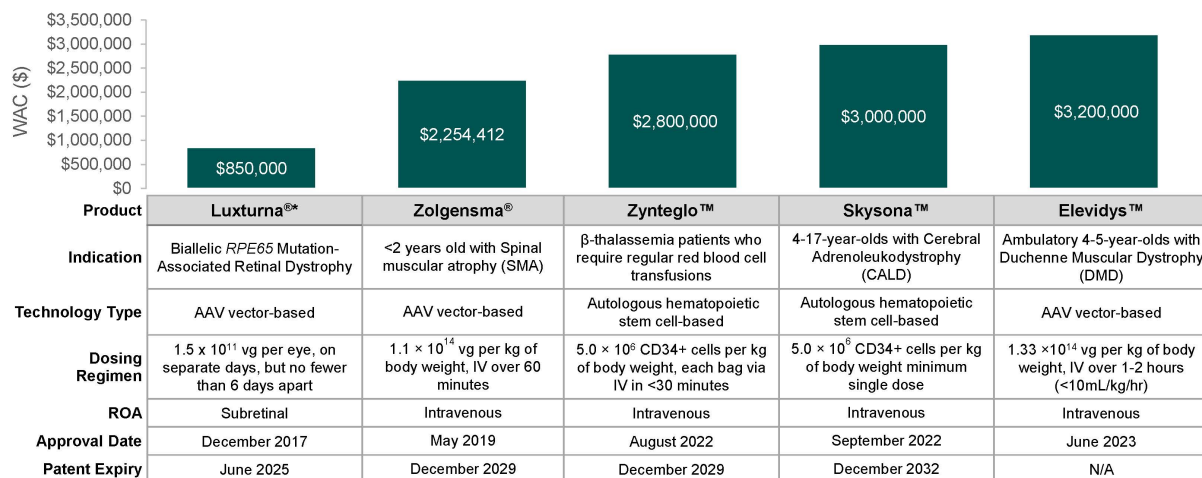 WAC ($)
$3,500,000
$3,000,000
$2,500,000
$2,000,000
$1,500,000
$1,000,000
$500,000
$0
$850,000
$2,254,412
$2,800,000
$3,000,000
$3,200,000
Product
Luxturna®*
Zolgensma®
Zynteglo™
Skysona™
Elevidys™
Indication
Biallelic RPE65 Mutation-
Associated Retinal Dystrophy
<2 years old with Spinal
muscular atrophy (SMA)
β-thalassemia patients who
require regular red blood cell
transfusions
4-17-year-olds with Cerebral
Adrenoleukodystrophy
(CALD)
Ambulatory 4-5-year-olds with
Duchenne Muscular Dystrophy
(DMD)
Technology Type
AAV vector-based
AAV vector-based
Autologous hematopoietic
stem cell-based
Autologous hematopoietic
stem cell-based
AAV vector-based
Dosing
Regimen
1.5 x 10¹¹ vg per eye, on
separate days, but no fewer
than 6 days apart
1.1 × 10¹⁴ vg per kg of
body weight, IV over 60
minutes
5.0 × 10⁶ CD34+ cells per kg
of body weight, each bag via
IV in <30 minutes
5.0 × 10⁶ CD34+ cells per kg
of body weight minimum
single dose
1.33 ×10¹⁴ vg per kg of body
weight, IV over 1-2 hours
(<10mL/kg/hr)
ROA
Subretinal
Intravenous
Intravenous
Intravenous
Intravenous
Approval Date
December 2017
May 2019
August 2022
September 2022
June 2023
Patent Expiry
June 2025
December 2029
December 2029
December 2032
N/A